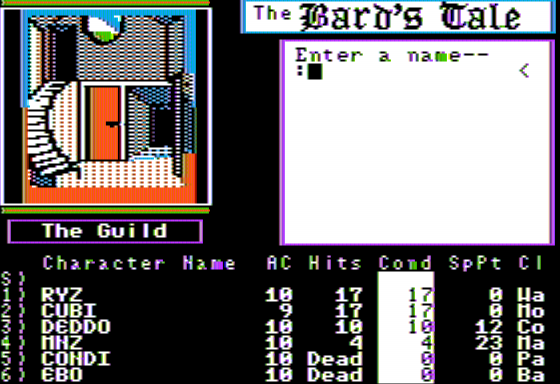 The Bard's Tale
Enter a name--
: <
The Guild
Character Name AC Hits Cond SpPt Cl
S)
1) RYZ 10 17 17 0 Wa
2) CUBI 9 17 17 0 Mo
3) DEDDO 10 10 10 12 Co
4) MNZ 10 4 4 23 Ma
5) CONDI 10 Dead 0 0 Pa
6) EBO 10 Dead 0 0 Ba